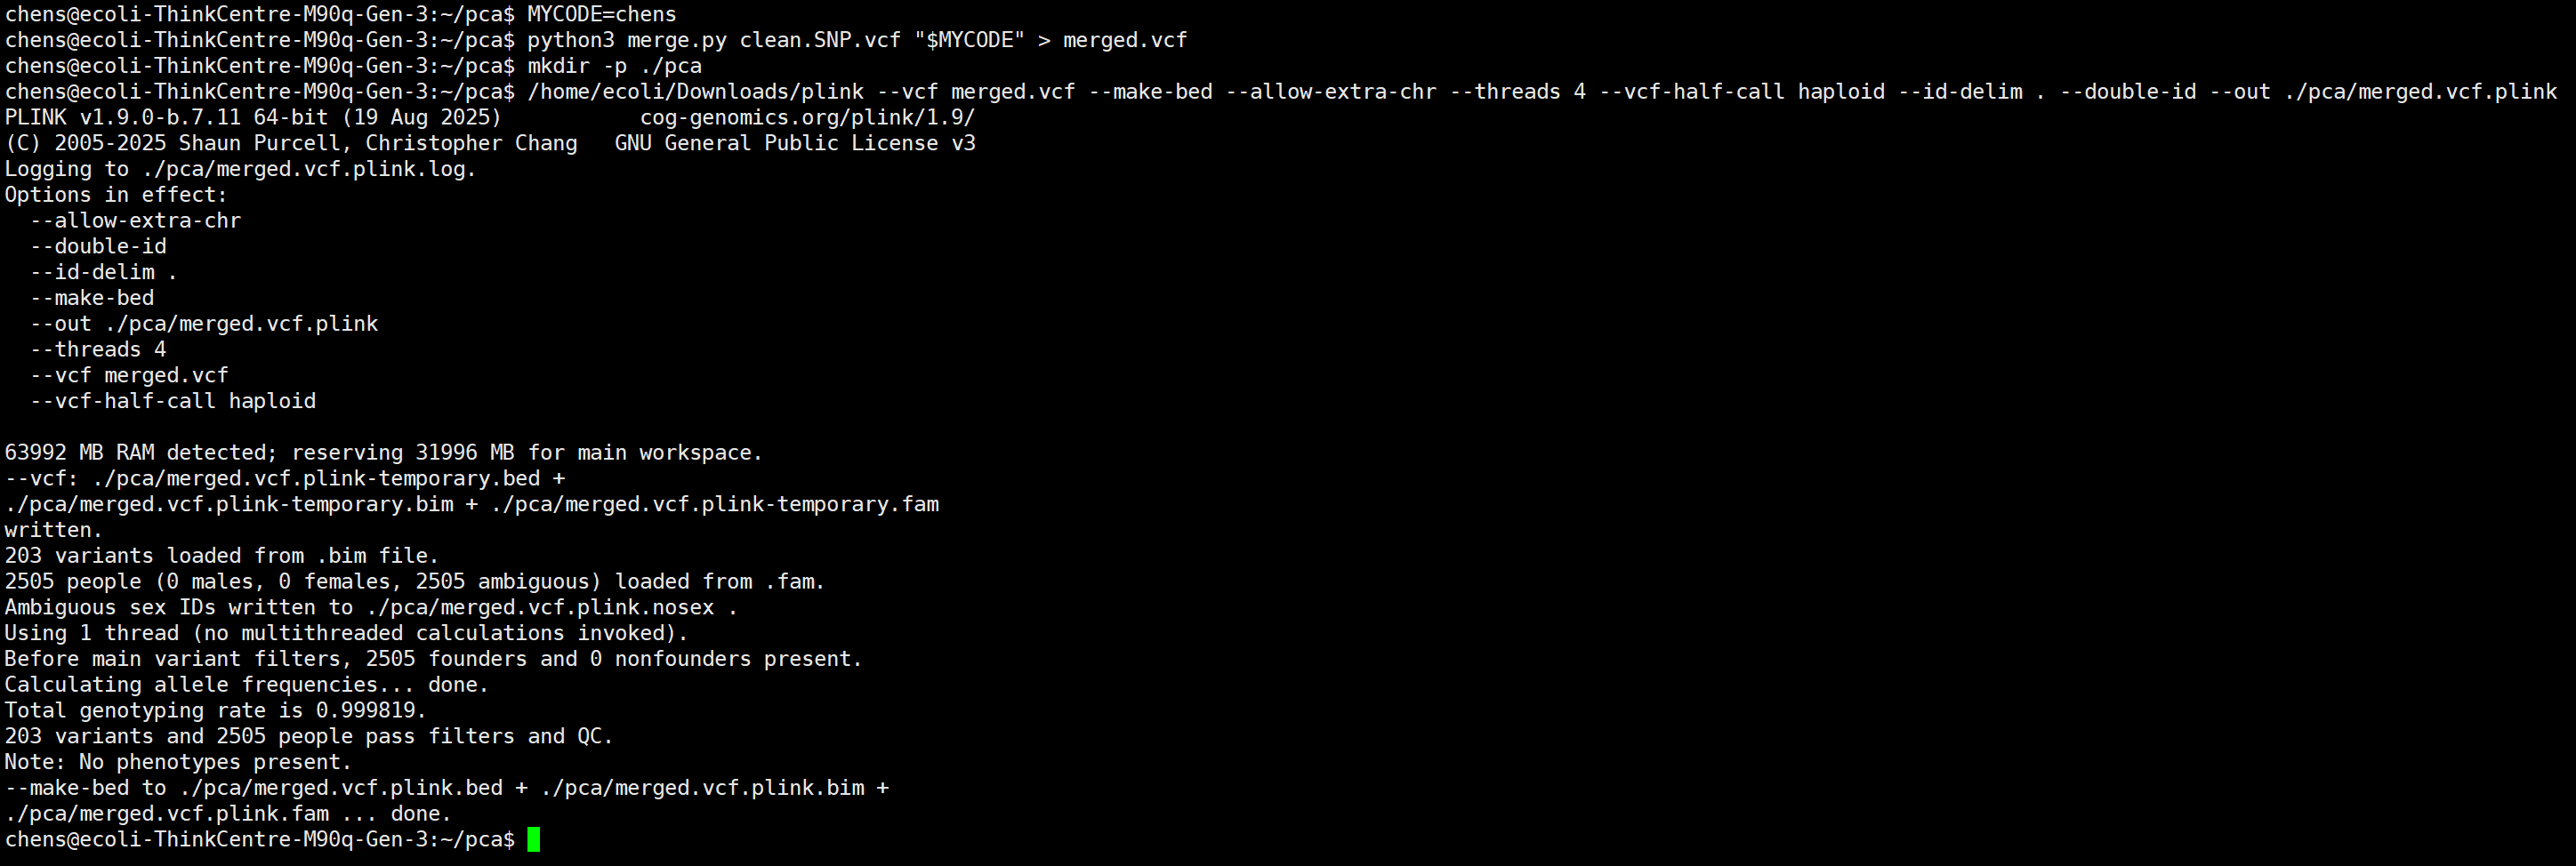 chens@ecoli-ThinkCentre-M90q-Gen-3:~/pca$ MYCODE=chens
chens@ecoli-ThinkCentre-M90q-Gen-3:~/pca$ python3 merge.py clean.SNP.vcf "$MYCODE" > merged.vcf
chens@ecoli-ThinkCentre-M90q-Gen-3:~/pca$ mkdir -p ./pca
chens@ecoli-ThinkCentre-M90q-Gen-3:~/pca$ /home/ecoli/Downloads/plink --vcf merged.vcf --make-bed --allow-extra-chr --threads 4 --vcf-half-call haploid --id-delim . --double-id --out ./pca/merged.vcf.plink
PLINK v1.9.0-b.7.11 64-bit (19 Aug 2025)           cog-genomics.org/plink/1.9/
(C) 2005-2025 Shaun Purcell, Christopher Chang   GNU General Public License v3
Logging to ./pca/merged.vcf.plink.log.
Options in effect:
  --allow-extra-chr
  --double-id
  --id-delim .
  --make-bed
  --out ./pca/merged.vcf.plink
  --threads 4
  --vcf merged.vcf
  --vcf-half-call haploid

63992 MB RAM detected; reserving 31996 MB for main workspace.
--vcf: ./pca/merged.vcf.plink-temporary.bed +
./pca/merged.vcf.plink-temporary.bim + ./pca/merged.vcf.plink-temporary.fam
written.
203 variants loaded from .bim file.
2505 people (0 males, 0 females, 2505 ambiguous) loaded from .fam.
Ambiguous sex IDs written to ./pca/merged.vcf.plink.nosex .
Using 1 thread (no multithreaded calculations invoked).
Before main variant filters, 2505 founders and 0 nonfounders present.
Calculating allele frequencies... done.
Total genotyping rate is 0.999819.
203 variants and 2505 people pass filters and QC.
Note: No phenotypes present.
--make-bed to ./pca/merged.vcf.plink.bed + ./pca/merged.vcf.plink.bim +
./pca/merged.vcf.plink.fam ... done.
chens@ecoli-ThinkCentre-M90q-Gen-3:~/pca$